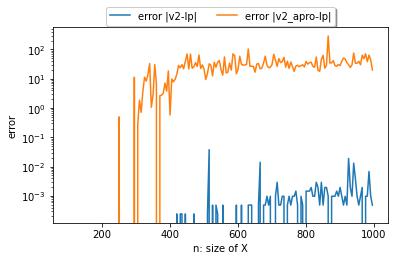 error |v2-lp|
error |v2_apro-lp|
10²
10¹
10⁰
10⁻¹
10⁻²
10⁻³
error
200
400
600
800
1000
n: size of X